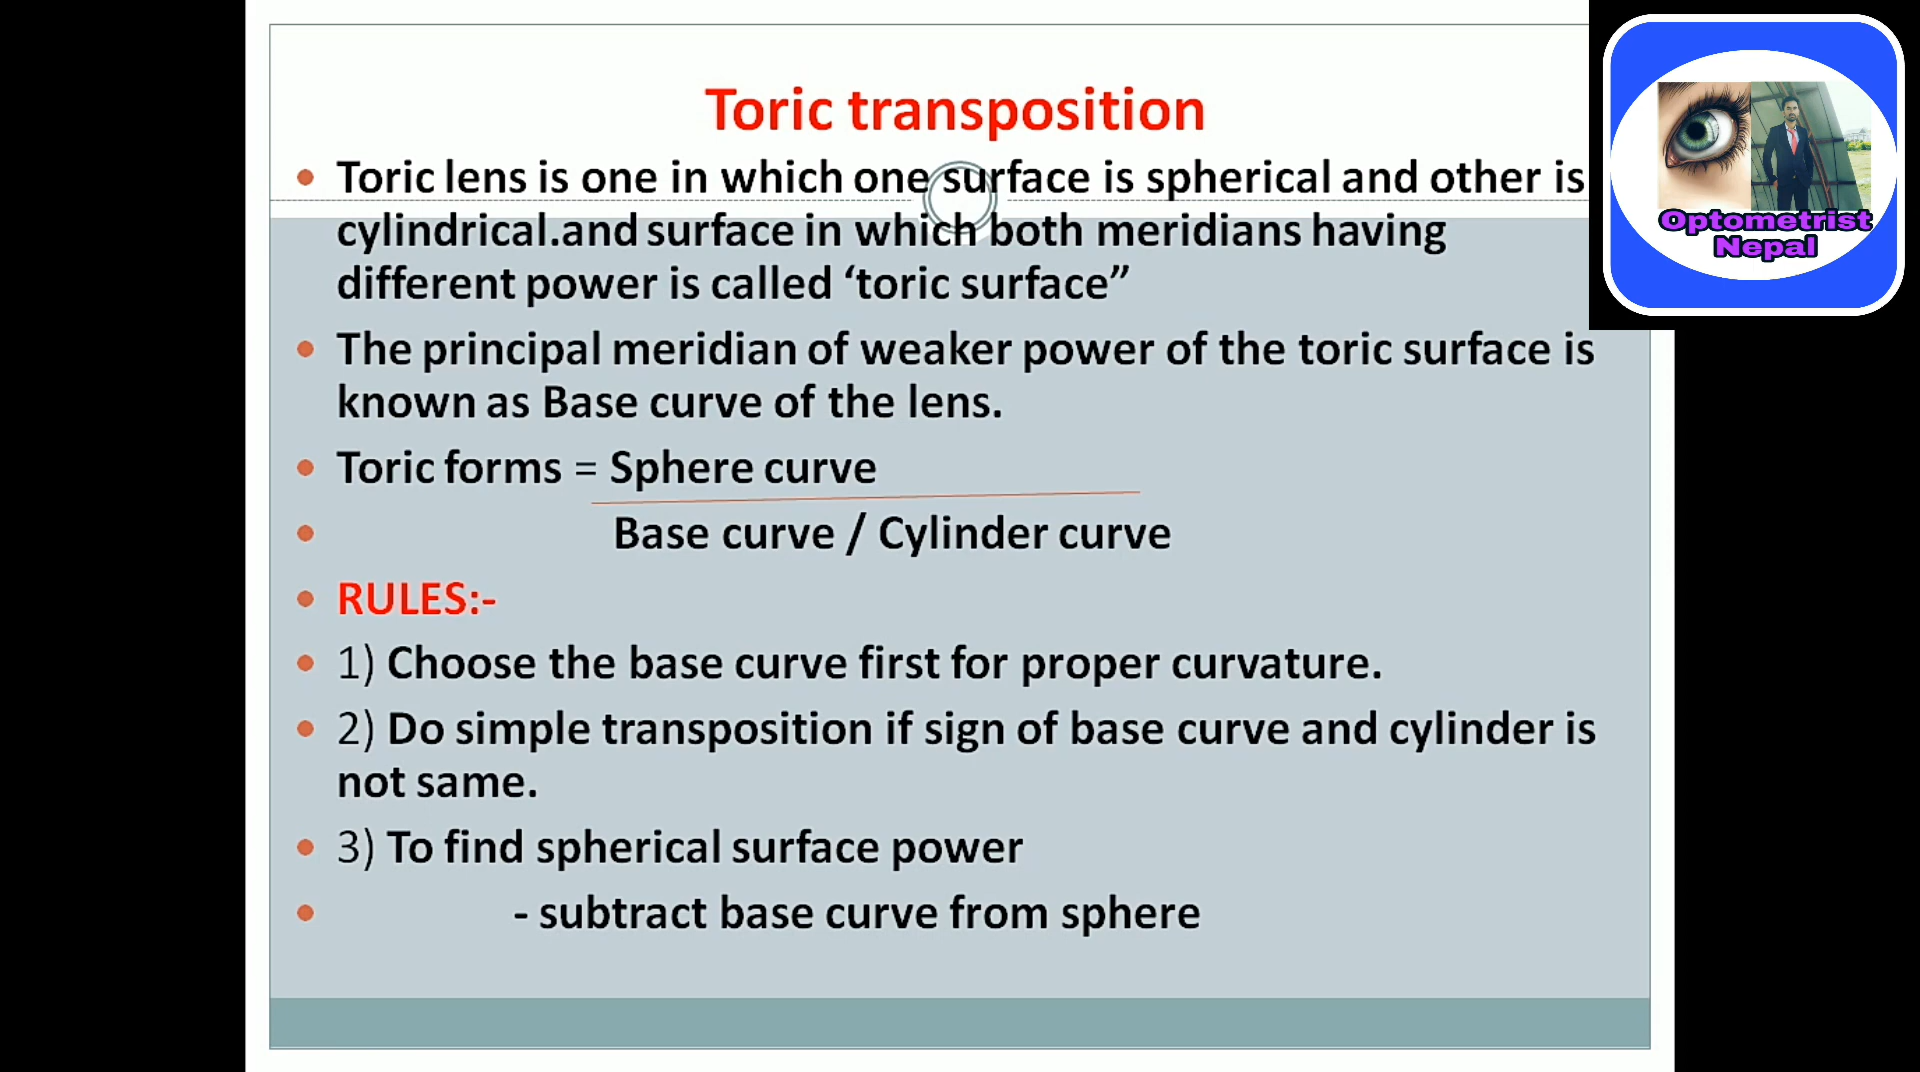 Toric transposition
• Toric lens is one in which one surface is spherical and other is
cylindrical.and surface in which both meridians having
different power is called ‘toric surface”
• The principal meridian of weaker power of the toric surface is
known as Base curve of the lens.
• Toric forms = Sphere curve
• Base curve / Cylinder curve
• RULES:-
• 1) Choose the base curve first for proper curvature.
• 2) Do simple transposition if sign of base curve and cylinder is
not same.
• 3) To find spherical surface power
• - subtract base curve from sphere
Optometrist
Nepal